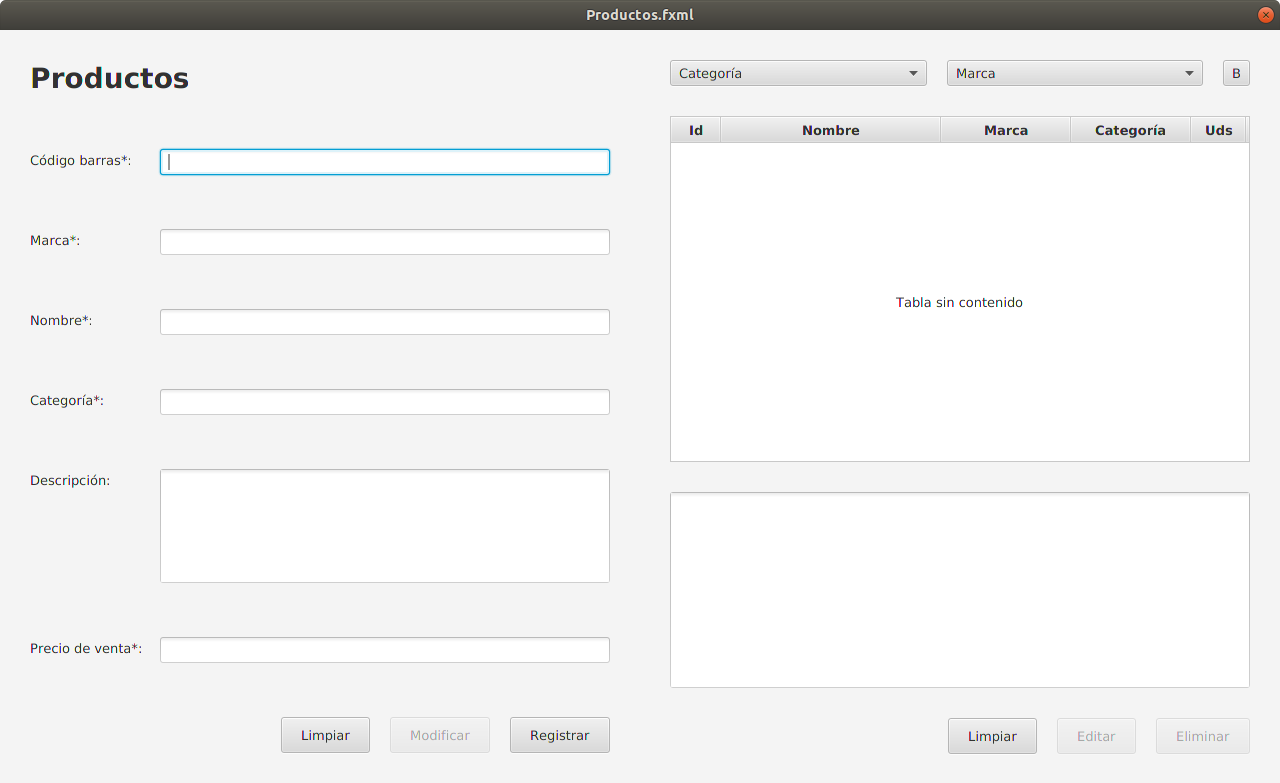 Productos.fxml
Productos
Código barras*:
Marca*:
Nombre*:
Categoría*:
Descripción:
Precio de venta*:
Limpiar Modificar Registrar
Categoría Marca B
Id Nombre Marca Categoría Uds
Tabla sin contenido
Limpiar Editar Eliminar